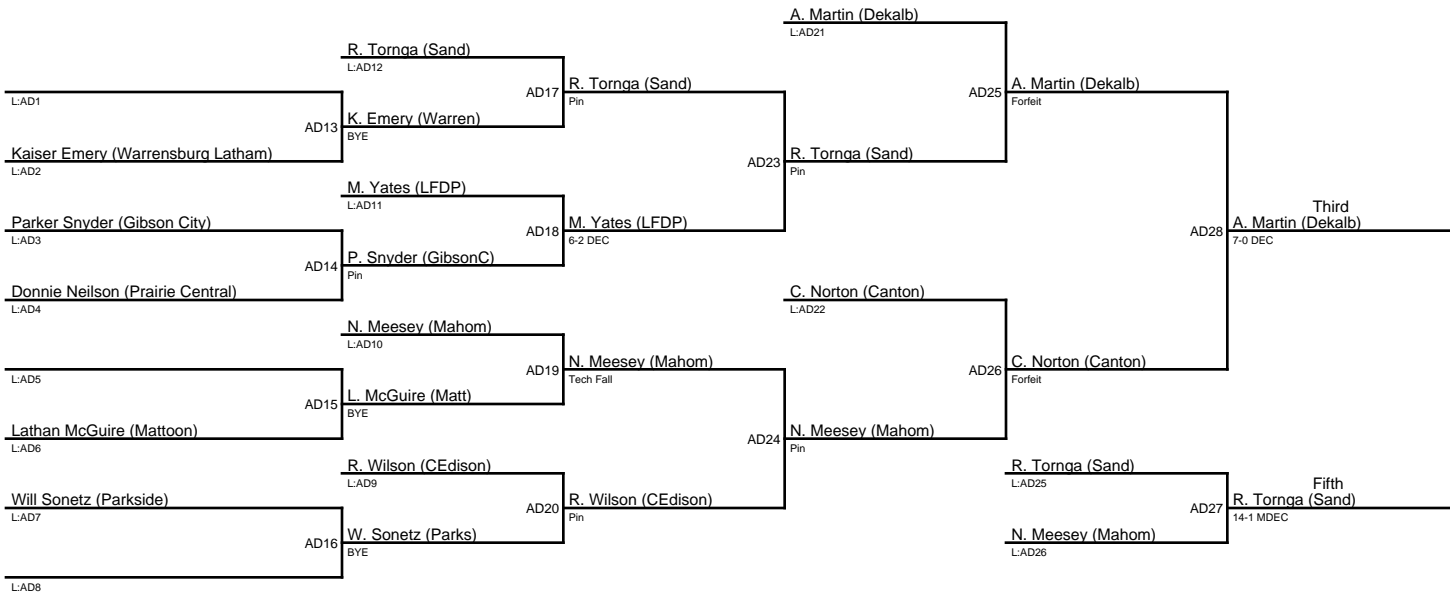 A. Martin (Dekalb)
L:AD21
R. Tornga (Sand)
L:AD12
AD17
R. Tornga (Sand)
Pin
AD25
A. Martin (Dekalb)
Forfeit
L:AD1
AD13
K. Emery (Warren)
BYE
Kaiser Emery (Warrensburg Latham)
L:AD2
AD23
R. Tornga (Sand)
Pin
M. Yates (LFDP)
L:AD11
Parker Snyder (Gibson City)
L:AD3
AD18
M. Yates (LFDP)
6-2 DEC
AD28
Third
A. Martin (Dekalb)
7-0 DEC
AD14
P. Snyder (GibsonC)
Pin
Donnie Neilson (Prairie Central)
L:AD4
C. Norton (Canton)
L:AD22
N. Meesey (Mahom)
L:AD10
L:AD5
AD19
N. Meesey (Mahom)
Tech Fall
AD26
C. Norton (Canton)
Forfeit
AD15
L. McGuire (Matt)
BYE
Lathan McGuire (Mattoon)
L:AD6
AD24
N. Meesey (Mahom)
Pin
R. Wilson (CEdison)
L:AD9
R. Tornga (Sand)
L:AD25
Will Sonetz (Parkside)
L:AD7
AD20
R. Wilson (CEdison)
Pin
AD27
Fifth
R. Tornga (Sand)
14-1 MDEC
AD16
W. Sonetz (Parks)
BYE
N. Meesey (Mahom)
L:AD26
L:AD8